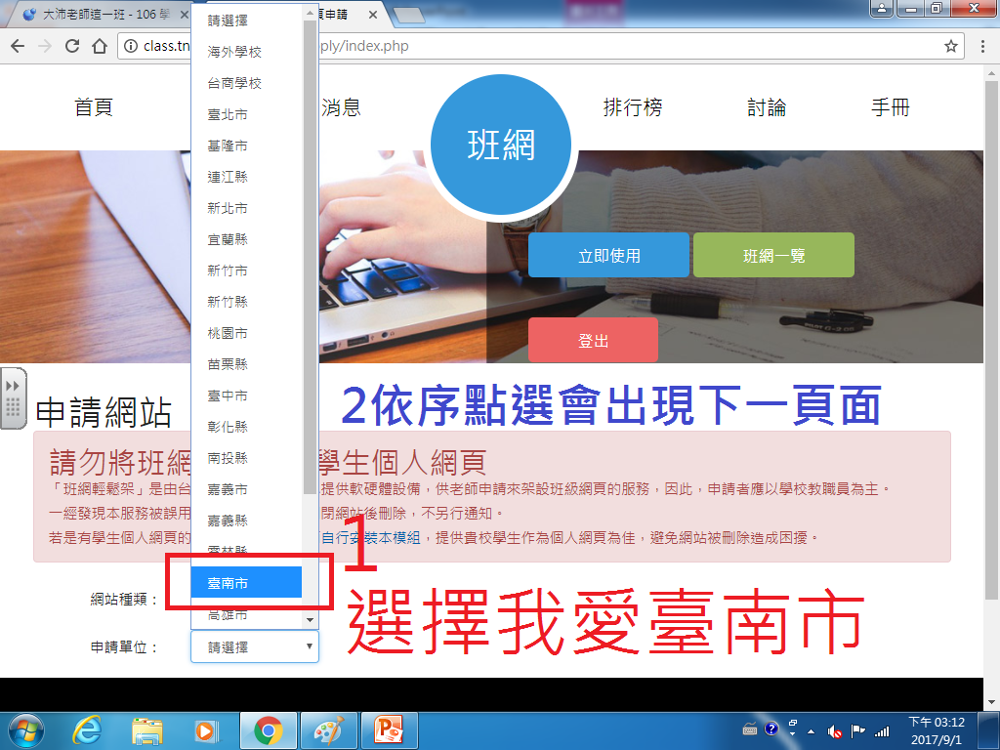 大沛老師這一班 - 106 學
申請
class.tn
ply/index.php
首頁
消息
班網
排行榜
討論
手冊
立即使用
班網一覽
登出
請選擇
海外學校
台商學校
臺北市
基隆市
連江縣
新北市
宜蘭縣
新竹市
新竹縣
桃園市
苗栗縣
臺中市
彰化縣
南投縣
嘉義市
嘉義縣
雲林縣
臺南市
高雄市
申請網站
2依序點選會出現下一頁面
請勿將班網
學生個人網頁
「班網輕鬆架」是由台
提供軟硬體設備，供老師申請來架設班級網頁的服務，因此，申請者應以學校教職員為主。
一經發現本服務被誤用
閉網站後刪除，不另行通知。
若是有學生個人網頁的
自行安裝本模組，提供貴校學生作為個人網頁為佳，避免網站被刪除造成困擾。
1
選擇我愛臺南市
網站種類：
申請單位：
請選擇
下午 03:12
2017/9/1